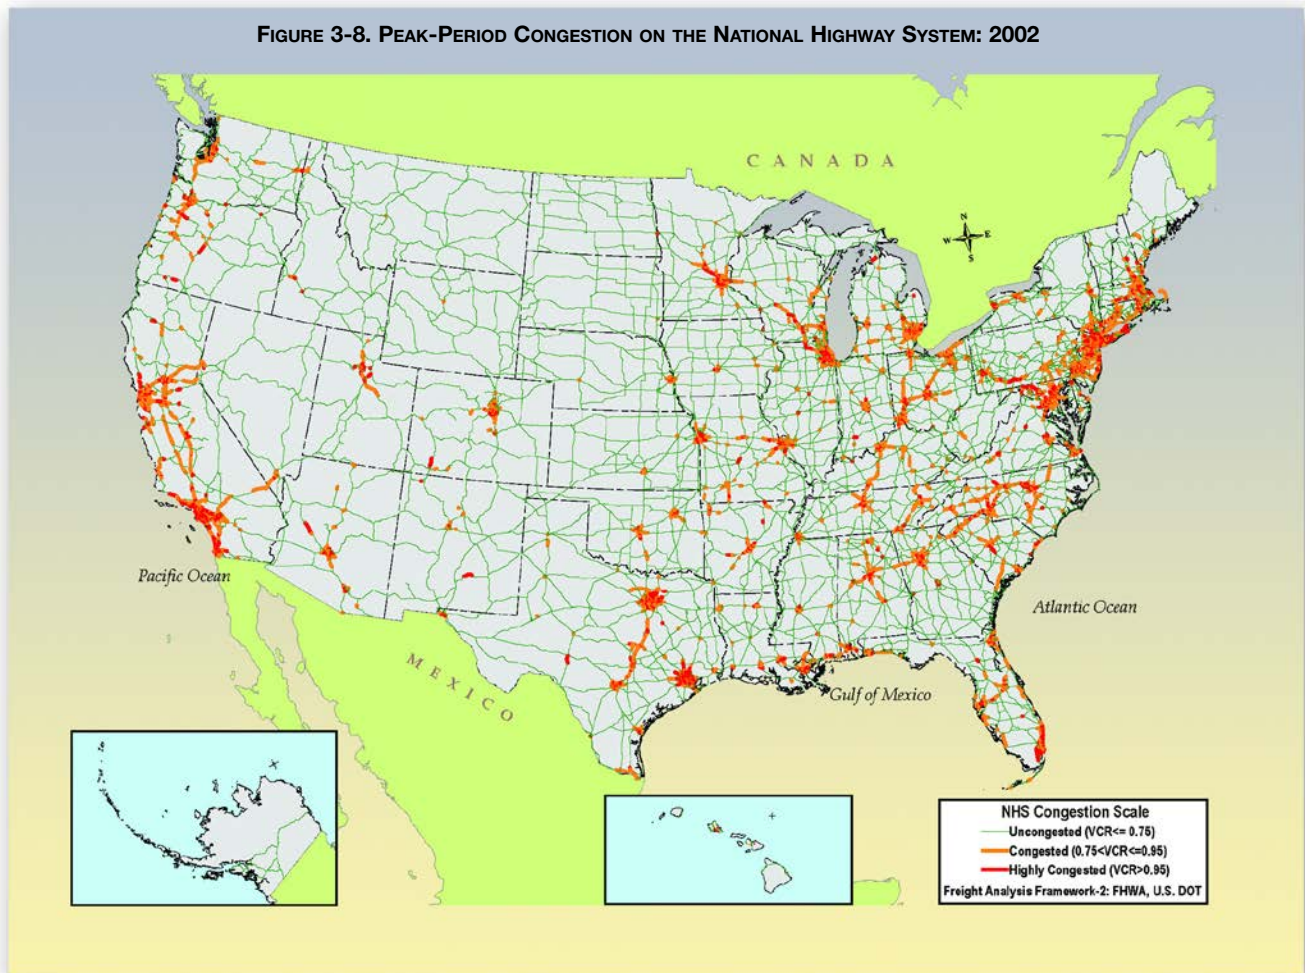 FIGURE 3-8. PEAK-PERIOD CONGESTION ON THE NATIONAL HIGHWAY SYSTEM: 2002
CANADA
N
W E
S
Pacific Ocean
Atlantic Ocean
MEXICO
Gulf of Mexico
NHS Congestion Scale
Uncongested (VCR<= 0.75)
Congested (0.75<VCR<=0.95)
Highly Congested (VCR>0.95)
Freight Analysis Framework-2: FHWA, U.S. DOT